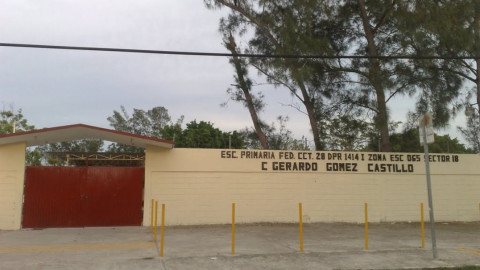 ESC. PRIMARIA FED. CCT. 28 DPR 1414 I ZONA ESC 065 SECTOR 18
C GERARDO GOMEZ CASTILLO